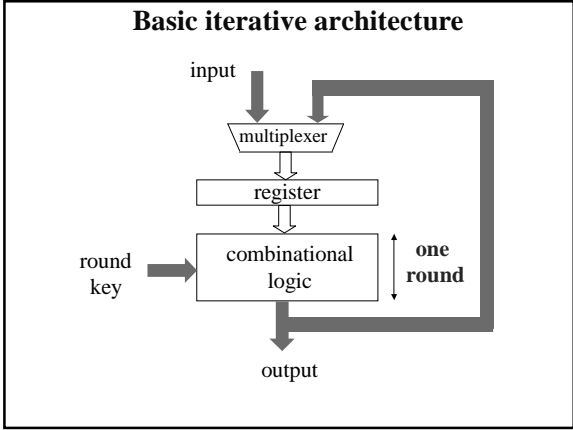 Basic iterative architecture
input
multiplexer
register
combinational
logic
one
round
round
key
output